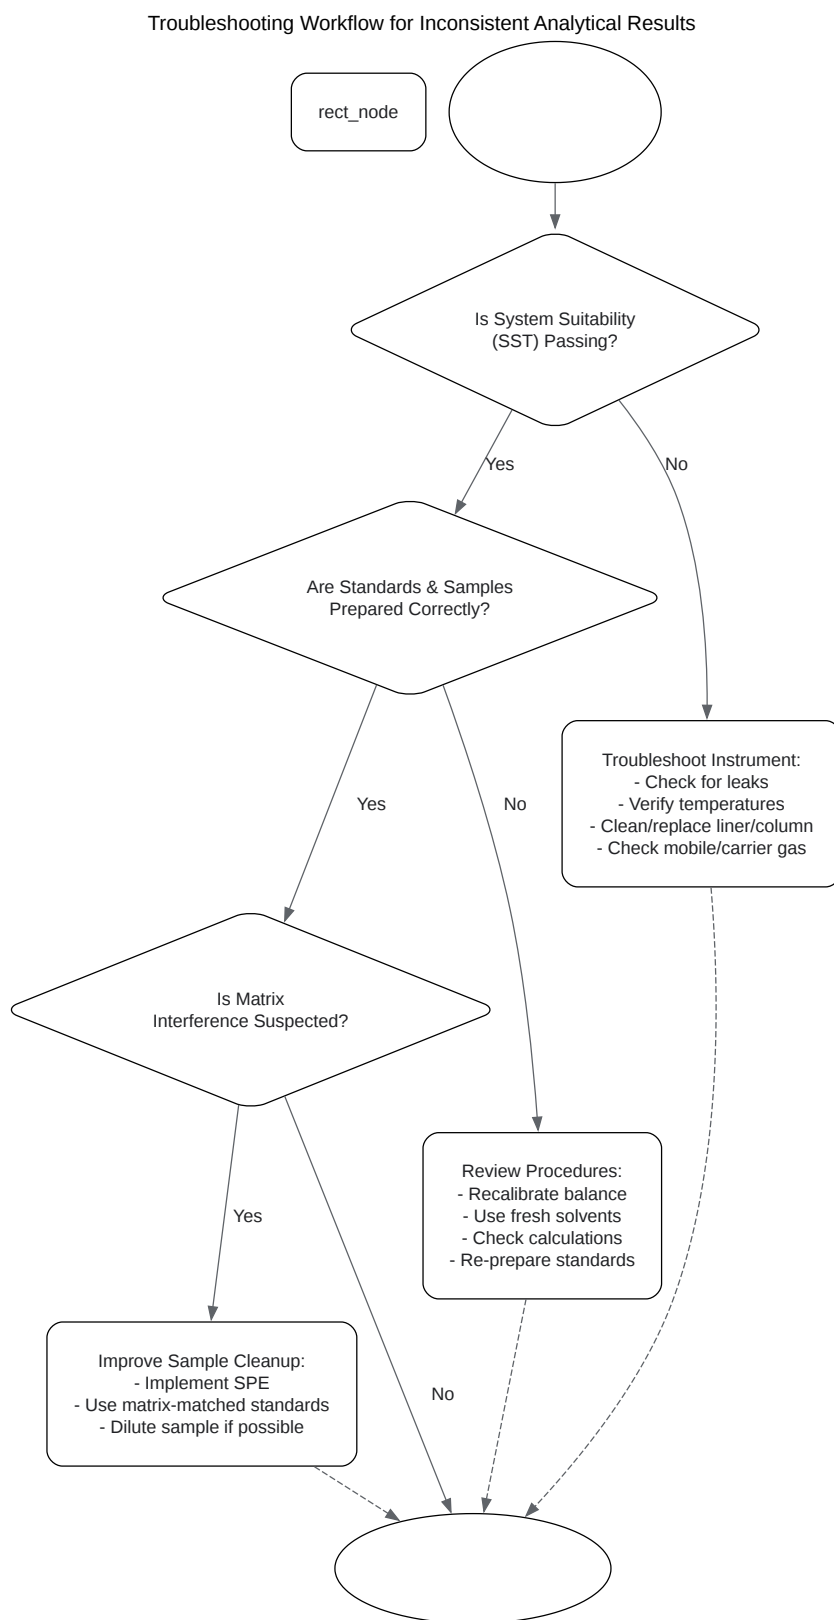 Troubleshooting Workflow for Inconsistent Analytical Results
rect_node
Is System Suitability
(SST) Passing?
Yes
No
Are Standards & Samples
Prepared Correctly?
Troubleshoot Instrument:
- Check for leaks
- Verify temperatures
- Clean/replace liner/column
- Check mobile/carrier gas
Yes
No
Is Matrix
Interference Suspected?
Review Procedures:
- Recalibrate balance
- Use fresh solvents
- Check calculations
- Re-prepare standards
Yes
Improve Sample Cleanup:
- Implement SPE
- Use matrix-matched standards
- Dilute sample if possible
No